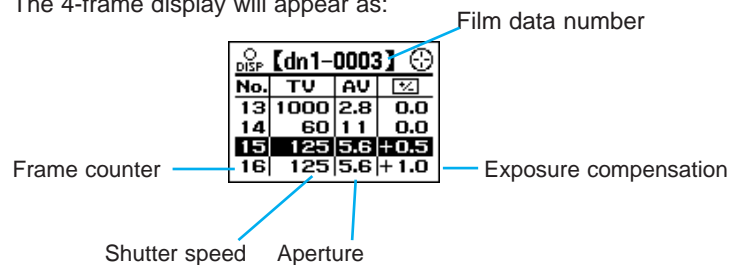 The 4-frame display will appear as:
Film data number
DISP 【dn1-0003】
No. TV AV +/-
13 1000 2.8 0.0
14 60 11 0.0
15 125 5.6 +0.5
16 125 5.6 +1.0
Frame counter
Exposure compensation
Shutter speed Aperture